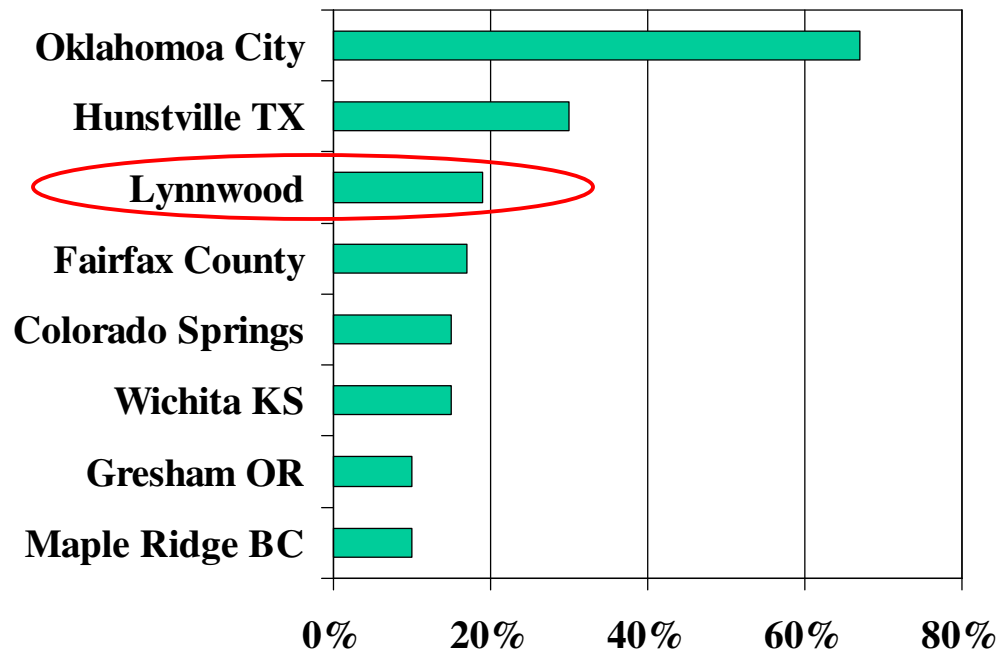 Oklahomoa City
Hunstville TX
Lynnwood
Fairfax County
Colorado Springs
Wichita KS
Gresham OR
Maple Ridge BC
0% 20% 40% 60% 80%